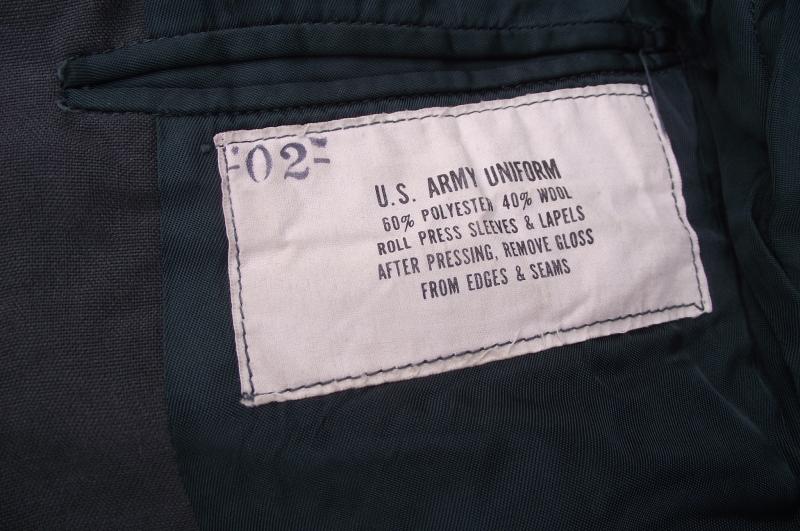 -02-
U.S. ARMY UNIFORM
60% POLYESTER 40% WOOL
ROLL PRESS SLEEVES & LAPELS
AFTER PRESSING, REMOVE GLOSS
FROM EDGES & SEAMS